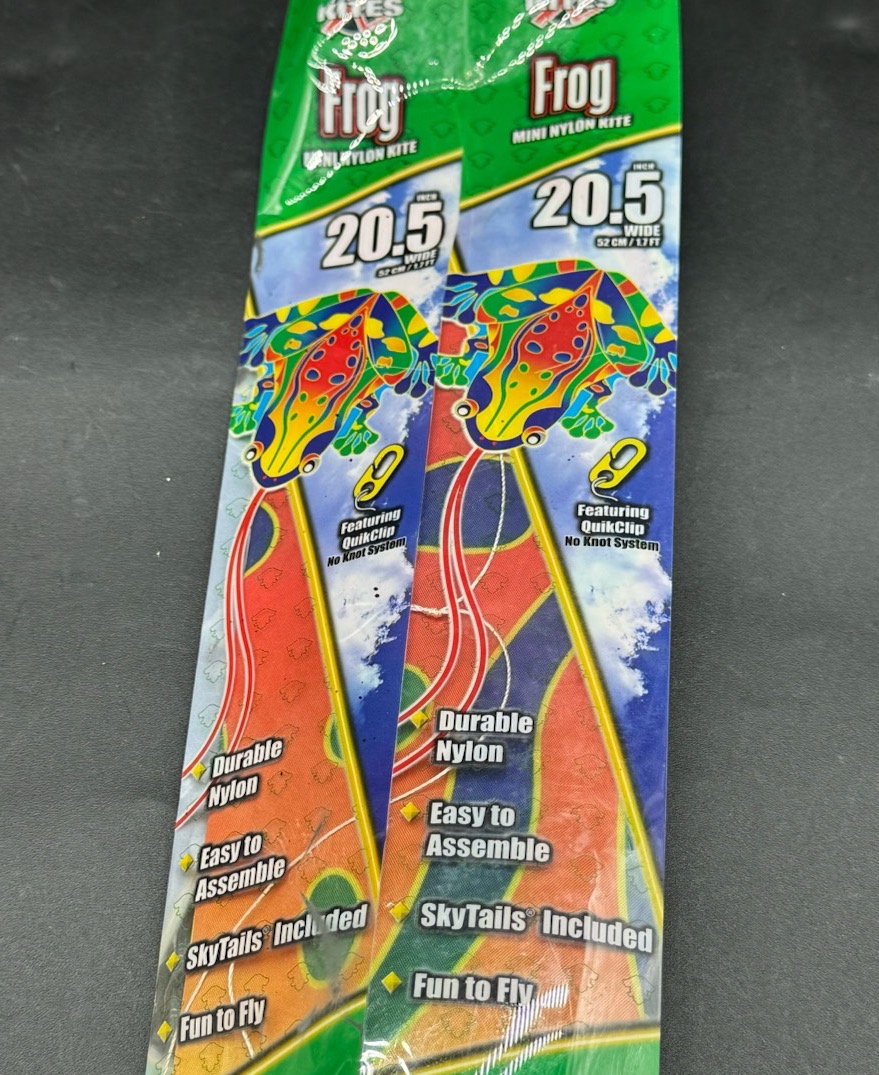 KITES
Frog
MINI NYLON KITE
20.5
INCH
WIDE
52 CM / 1.7 FT
Featuring
QuikClip
No Knot System
Durable
Nylon
Easy to
Assemble
SkyTails® Included
Fun to Fly
KITES
Frog
MINI NYLON KITE
20.5
INCH
WIDE
52 CM / 1.7 FT
Featuring
QuikClip
No Knot System
Durable
Nylon
Easy to
Assemble
SkyTails® Included
Fun to Fly